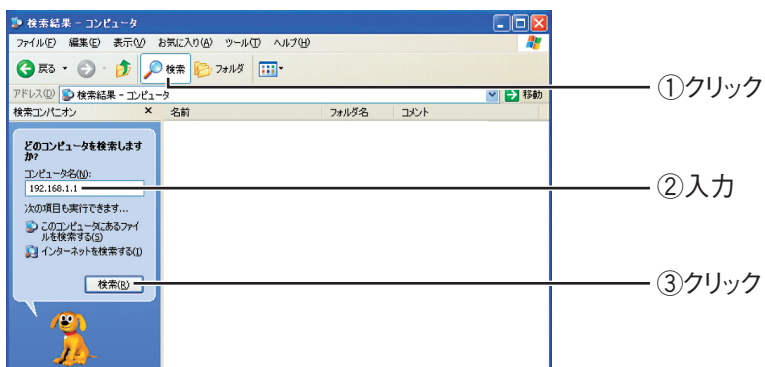 検索結果 - コンピュータ
ファイル(F) 編集(E) 表示(V) お気に入り(A) ツール(T) ヘルプ(H)
戻る 検索 フォルダ
アドレス(D) 検索結果 - コンピュータ 移動
検索コンパニオン × 名前 フォルダ名 コメント
どのコンピュータを検索します
か?
コンピュータ名(N):
192.168.1.1
次の項目も実行できます...
このコンピュータにあるファイ
ルを検索する(S)
インターネットを検索する(I)
検索(R)
①クリック
②入力
③クリック